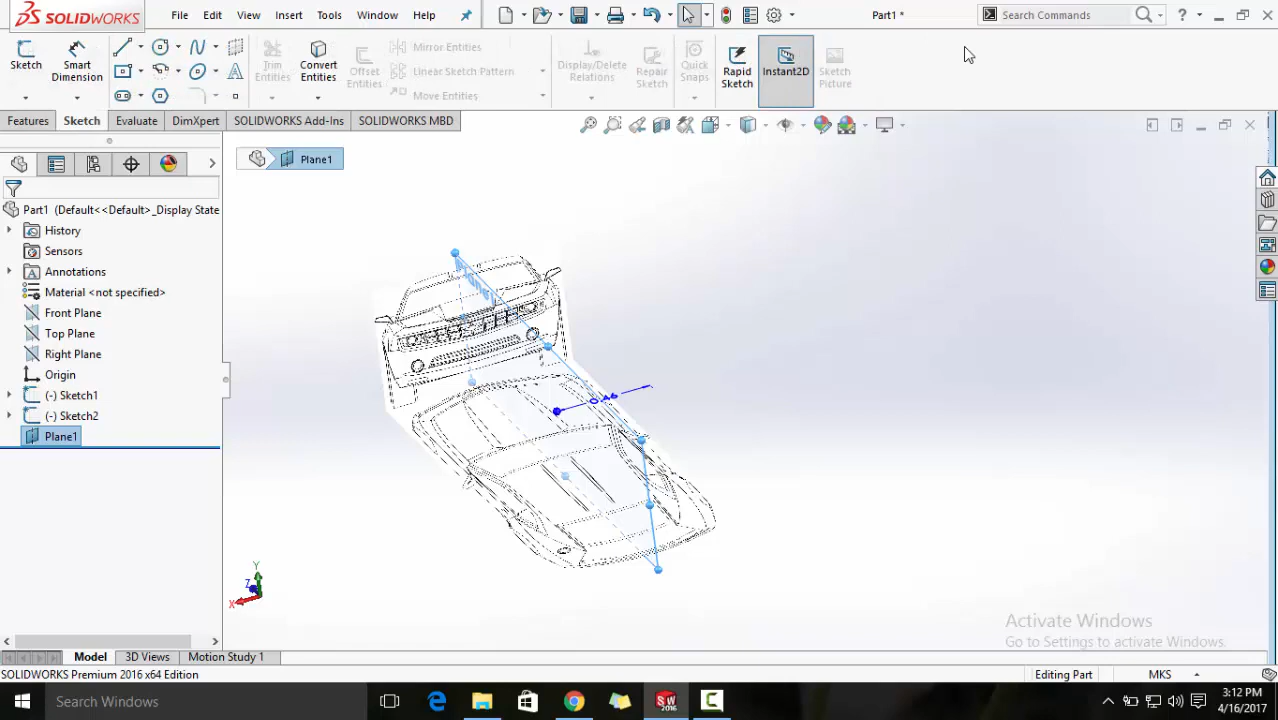 SOLIDWORKS
File Edit View Insert Tools Window Help
Part1 *
Search Commands
Sketch
Smart Dimension
Trim Entities
Convert Entities
Offset Entities
Mirror Entities
Linear Sketch Pattern
Move Entities
Display/Delete Relations
Repair Sketch
Quick Snaps
Rapid Sketch
Instant2D
Sketch Picture
Features Sketch Evaluate DimXpert SOLIDWORKS Add-Ins SOLIDWORKS MBD
Plane1
Part1 (Default<<Default>_Display State
History
Sensors
Annotations
Material <not specified>
Front Plane
Top Plane
Right Plane
Origin
(-) Sketch1
(-) Sketch2
Plane1
Y
Z
X
Activate Windows
Go to Settings to activate Windows.
Model 3D Views Motion Study 1
SOLIDWORKS Premium 2016 x64 Edition
Editing Part MKS
Search Windows
SW
2016
3:12 PM
4/16/2017